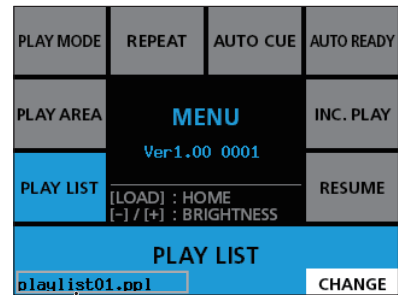 PLAY MODE
REPEAT
AUTO CUE
AUTO READY
PLAY AREA
MENU
INC. PLAY
Ver1.00 0001
PLAY LIST
[LOAD] : HOME
[-] / [+] : BRIGHTNESS
RESUME
PLAY LIST
playlist01.ppl
CHANGE